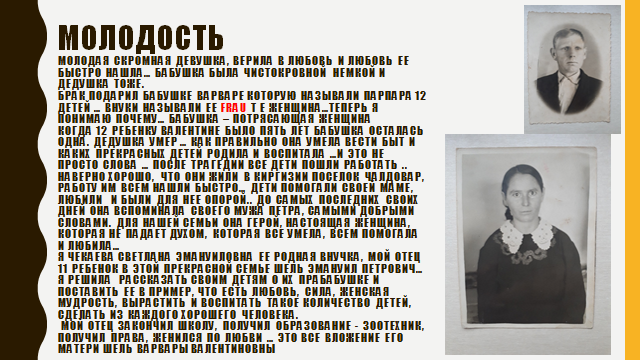 МОЛОДОСТЬ
МОЛОДАЯ СКРОМНАЯ ДЕВУШКА, ВЕРИЛА В ЛЮБОВЬ И ЛЮБОВЬ ЕЕ
БЫСТРО НАШЛА... БАБУШКА БЫЛА ЧИСТОКРОВНОЙ НЕМКОЙ И
ДЕДУШКА ТОЖЕ.
БРАК ПОДАРИЛ БАБУШКЕ ВАРВАРЕ КОТОРУЮ НАЗЫВАЛИ ПАРПАРА 12
ДЕТЕЙ ... ВНУКИ НАЗЫВАЛИ ЕЕ FRAU Т Е ЖЕНЩИНА...ТЕПЕРЬ Я
ПОНИМАЮ ПОЧЕМУ... БАБУШКА – ПОТРЯСАЮЩАЯ ЖЕНЩИНА
КОГДА 12 РЕБЕНКУ ВАЛЕНТИНЕ БЫЛО ПЯТЬ ЛЕТ БАБУШКА ОСТАЛАСЬ
ОДНА. ДЕДУШКА УМЕР ... КАК ПРАВИЛЬНО ОНА УМЕЛА ВЕСТИ БЫТ И
КАКИХ ПРЕКРАСНЫХ ДЕТЕЙ РОДИЛА И ВОСПИТАЛА ...И ЭТО НЕ
ПРОСТО СЛОВА ... ПОСЛЕ ТРАГЕДИИ ВСЕ ДЕТИ ПОШЛИ РАБОТАТЬ ..
НАВЕРНО ХОРОШО, ЧТО ОНИ ЖИЛИ В КИРГИЗИИ ПОСЕЛОК ЧАЛДОВАР,
РАБОТУ ИМ ВСЕМ НАШЛИ БЫСТРО.. ДЕТИ ПОМОГАЛИ СВОЕЙ МАМЕ,
ЛЮБИЛИ И БЫЛИ ДЛЯ НЕЕ ОПОРОЙ.. ДО САМЫХ ПОСЛЕДНИХ СВОИХ
ДНЕЙ ОНА ВСПОМИНАЛА СВОЕГО МУЖА ПЕТРА, САМЫМИ ДОБРЫМИ
СЛОВАМИ. ДЛЯ НАШЕЙ СЕМЬИ ОНА ГЕРОЙ, НАСТОЯЩАЯ ЖЕНЩИНА,
КОТОРАЯ НЕ ПАДАЕТ ДУХОМ, КОТОРАЯ ВСЕ УМЕЛА, ВСЕМ ПОМОГАЛА
И ЛЮБИЛА...
Я ЧЕКАЕВА СВЕТЛАНА ЭМАНУИЛОВНА ЕЕ РОДНАЯ ВНУЧКА, МОЙ ОТЕЦ
11 РЕБЕНОК В ЭТОЙ ПРЕКРАСНОЙ СЕМЬЕ ШЕЛЬ ЭМАНУИЛ ПЕТРОВИЧ...
Я РЕШИЛА РАССКАЗАТЬ СВОИМ ДЕТЯМ О ИХ ПРАБАБУШКЕ И
ПОСТАВИТЬ ЕЕ В ПРИМЕР, ЧТО ЕСТЬ ЛЮБОВЬ, СИЛА, ЖЕНСКАЯ
МУДРОСТЬ, ВЫРАСТИТЬ И ВОСПИТАТЬ ТАКОЕ КОЛИЧЕСТВО ДЕТЕЙ,
СДЕЛАТЬ ИЗ КАЖДОГО ХОРОШЕГО ЧЕЛОВЕКА.
МОЙ ОТЕЦ ЗАКОНЧИЛ ШКОЛУ, ПОЛУЧИЛ ОБРАЗОВАНИЕ - ЗООТЕХНИК,
ПОЛУЧИЛ ПРАВА, ЖЕНИЛСЯ ПО ЛЮБВИ ... ЭТО ВСЕ ВЛОЖЕНИЕ ЕГО
МАТЕРИ ШЕЛЬ ВАРВАРЫ ВАЛЕНТИНОВНЫ